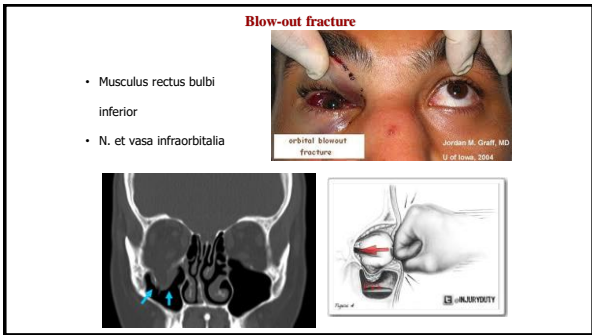 Blow-out fracture
• Musculus rectus bulbi
inferior
• N. et vasa infraorbitalia
orbital blowout
fracture
Jordan M. Graff, MD
U of Iowa, 2004
Figure 4
@INJURYDUTY